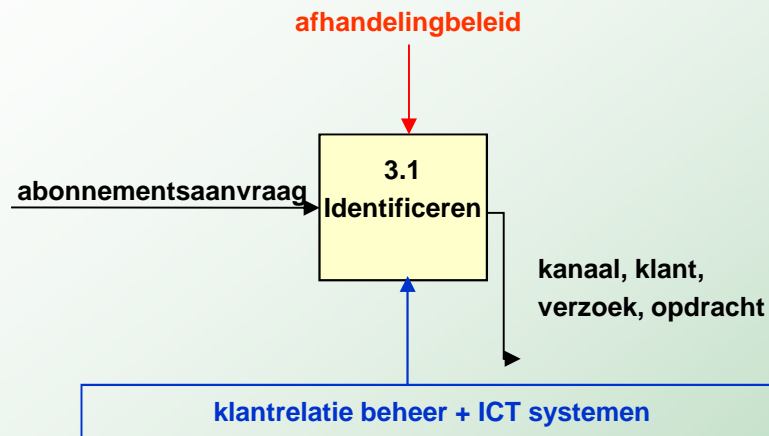 afhandelingbeleid
3.1
Identificeren
abonnementsaanvraag
kanaal, klant,
verzoek, opdracht
klantrelatie beheer + ICT systemen